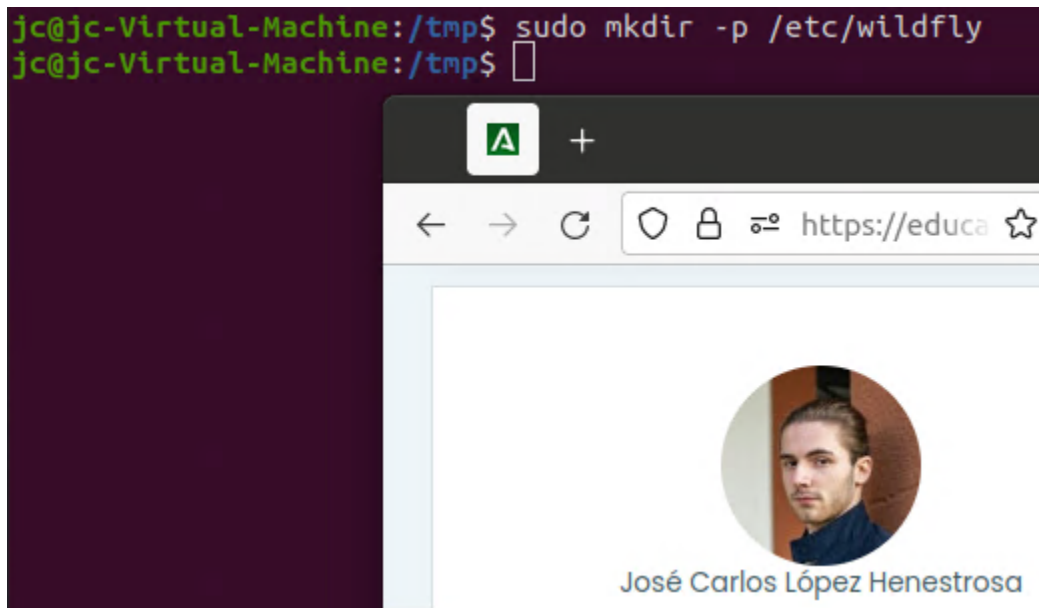 jc@jc-Virtual-Machine:/tmp$ sudo mkdir -p /etc/wildfly
jc@jc-Virtual-Machine:/tmp$
https://educa
José Carlos López Henestrosa